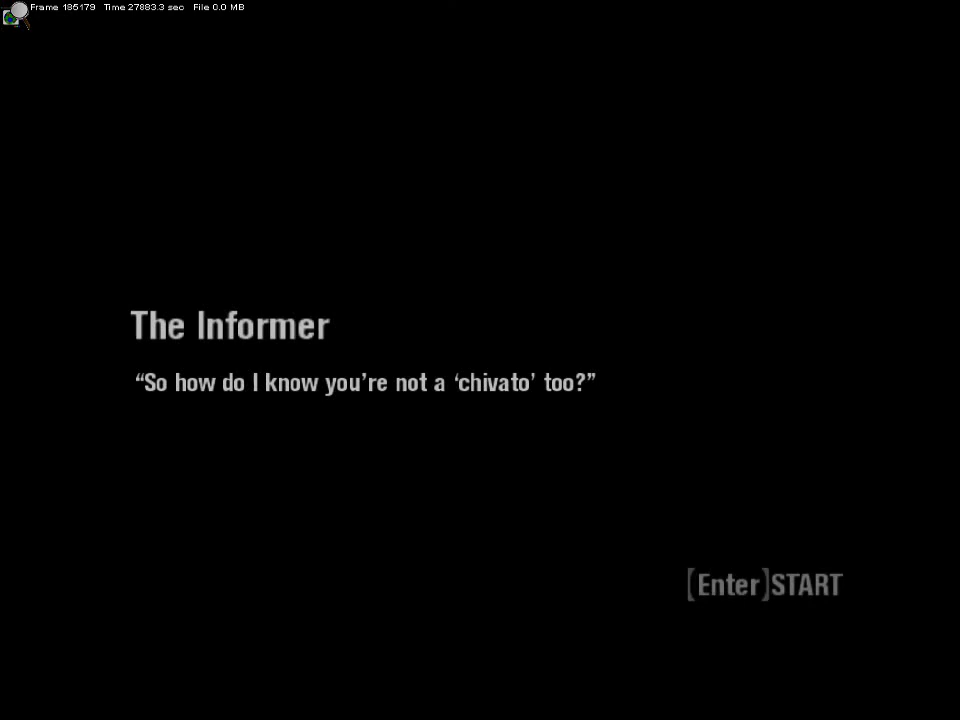 Frame 185179 Time 27883.3 sec File 0.0 MB
The Informer
“So how do I know you’re not a ‘chivato’ too?”
[Enter]START